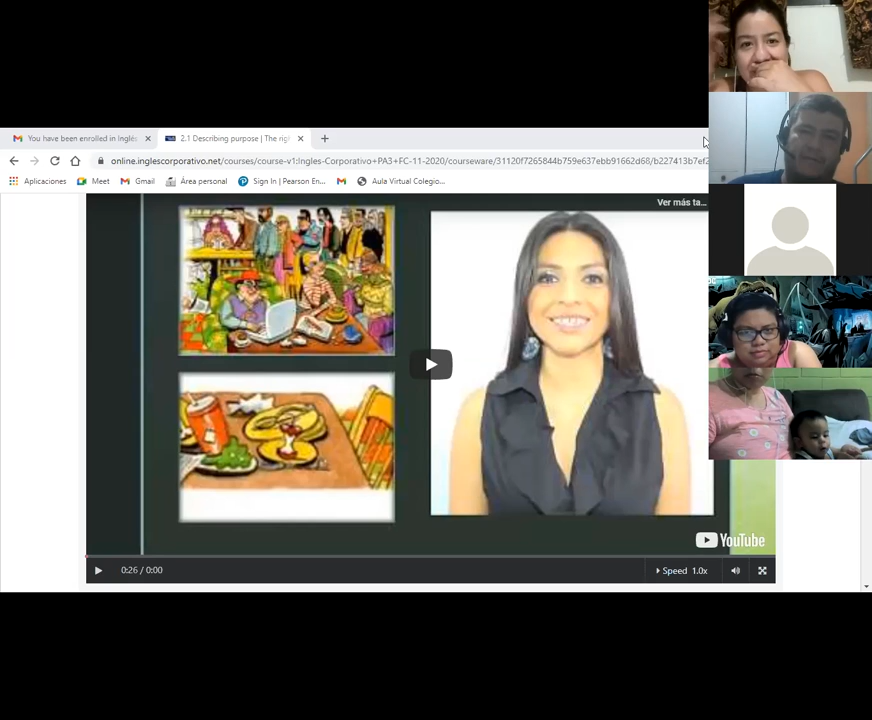 You have been enrolled in Inglés
2.1 Describing purpose | The rig
online.inglescorporativo.net/courses/course-v1:Ingles-Corporativo+PA3+FC-11-2020/courseware/31120f7265844b759e637ebb91662d68/b227413b7ef2
Aplicaciones Meet Gmail Área personal Sign In | Pearson En... Aula Virtual Colegio...
Ver más ta...
YouTube
0:26 / 0:00 Speed 1.0x